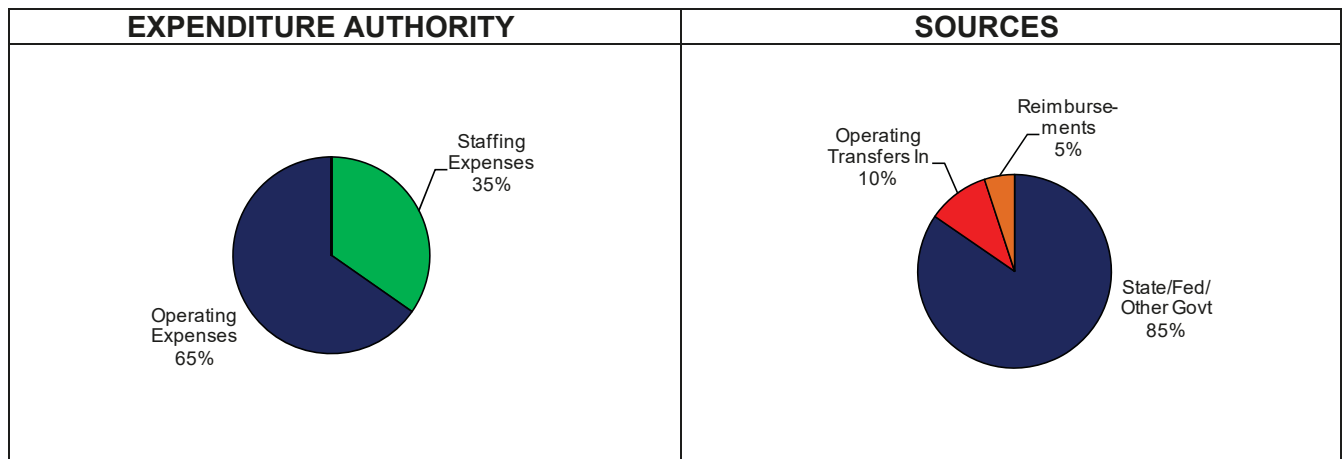 EXPENDITURE AUTHORITY
Staffing
Expenses
35%
Operating
Expenses
65%
SOURCES
Reimburse-
ments
5%
Operating
Transfers In
10%
State/Fed/
Other Govt
85%